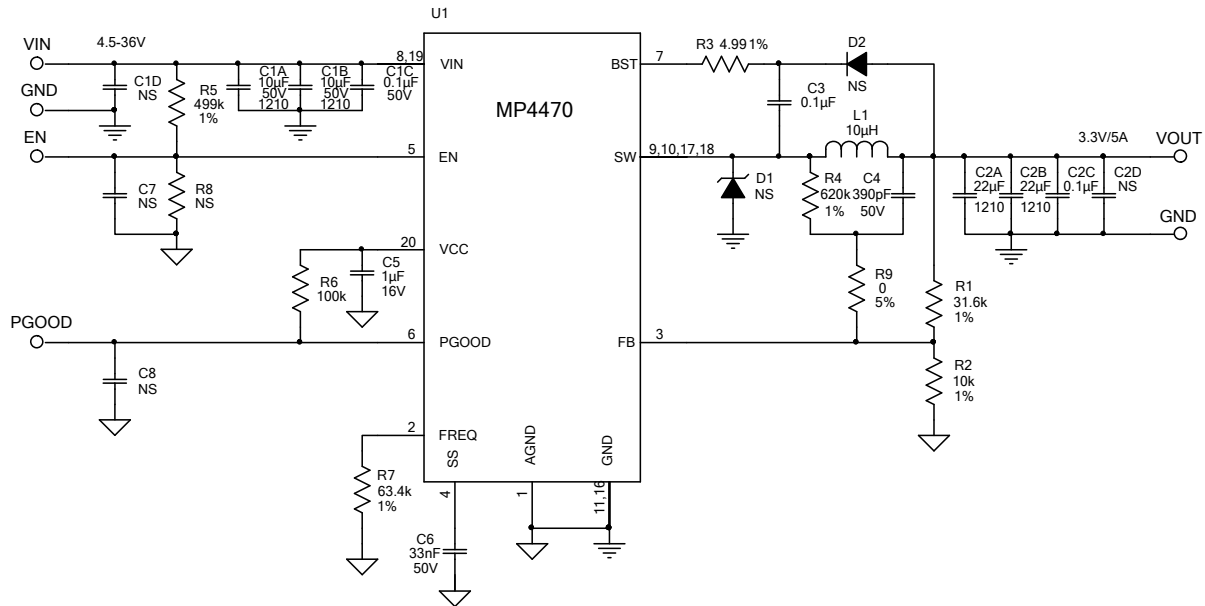 U1
VIN
4.5-36V
GND
EN
PGOOD
C1D
NS
R5
499k
1%
C1A
10µF
50V
1210
C1B
10µF
50V
1210
C1C
0.1µF
50V
C7
NS
R8
NS
R6
100k
C5
1µF
16V
C8
NS
R7
63.4k
1%
C6
33nF
50V
MP4470
8,19
VIN
5
EN
20
VCC
6
PGOOD
2
FREQ
SS
4
AGND
1
GND
11,16
BST
7
SW
9,10,17,18
FB
3
R3 4.99 1%
D2
NS
C3
0.1µF
L1
10µH
D1
NS
R4
620k
1%
C4
390pF
50V
R9
0
5%
R1
31.6k
1%
R2
10k
1%
3.3V/5A
VOUT
C2A
22µF
1210
C2B
22µF
1210
C2C
0.1µF
C2D
NS
GND